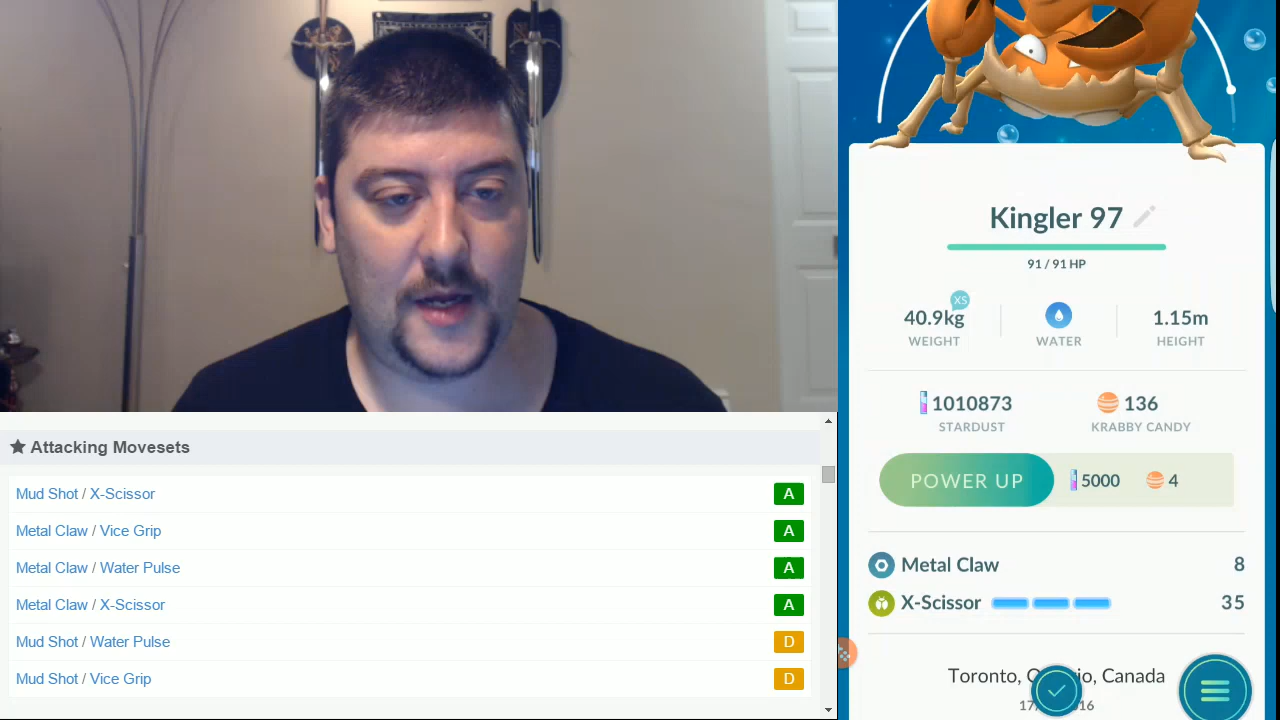 Attacking Movesets
Mud Shot / X-Scissor A
Metal Claw / Vice Grip A
Metal Claw / Water Pulse A
Metal Claw / X-Scissor A
Mud Shot / Water Pulse D
Mud Shot / Vice Grip D
Kingler 97
91 / 91 HP
XS
40.9kg
WEIGHT
WATER
1.15m
HEIGHT
1010873
STARDUST
136
KRABBY CANDY
POWER UP 5000 4
Metal Claw 8
X-Scissor 35
Toronto, Canada